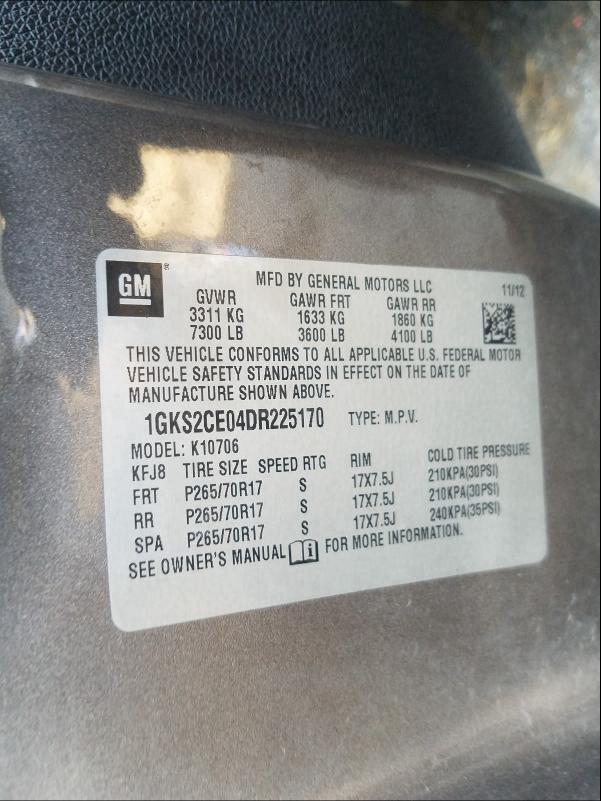 GM
MFD BY GENERAL MOTORS LLC
11/12
GVWR GAWR FRT GAWR RR
3311 KG 1633 KG 1860 KG
7300 LB 3600 LB 4100 LB
THIS VEHICLE CONFORMS TO ALL APPLICABLE U.S. FEDERAL MOTOR
VEHICLE SAFETY STANDARDS IN EFFECT ON THE DATE OF
MANUFACTURE SHOWN ABOVE.
1GKS2CE04DR225170 TYPE: M.P.V.
MODEL: K10706
KFJ8 TIRE SIZE SPEED RTG RIM COLD TIRE PRESSURE
FRT P265/70R17 S 17X7.5J 210KPA(30PSI)
RR P265/70R17 S 17X7.5J 210KPA(30PSI)
SPA P265/70R17 S 17X7.5J 240KPA(35PSI)
SEE OWNER'S MANUAL FOR MORE INFORMATION.